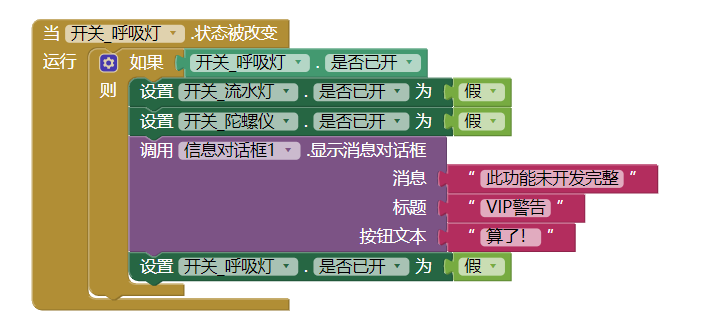 当 开关_呼吸灯 .状态被改变
运行 如果 开关_呼吸灯 . 是否已开
则 设置 开关_流水灯 . 是否已开 为 假
设置 开关_陀螺仪 . 是否已开 为 假
调用 信息对话框1 .显示消息对话框
消息 “ 此功能未开发完整 ”
标题 “ VIP警告 ”
按钮文本 “ 算了! ”
设置 开关_呼吸灯 . 是否已开 为 假